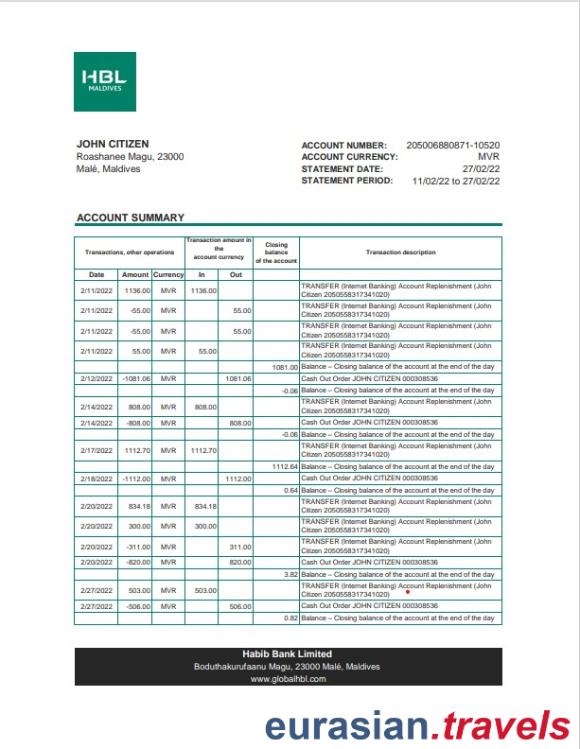 HBL
MALDIVES
JOHN CITIZEN
Roashanee Magu, 23000
Malé, Maldives
ACCOUNT NUMBER: 205006880871-10520
ACCOUNT CURRENCY: MVR
STATEMENT DATE: 27/02/22
STATEMENT PERIOD: 11/02/22 to 27/02/22
ACCOUNT SUMMARY
Transactions, other operations
Transaction amount in
the
account currency
Closing
balance
of the account
Transaction description
Date Amount Currency In Out
2/11/2022 1136.00 MVR 1136.00 TRANSFER (Internet Banking) Account Replenishment (John
Citizen 2050558317341020)
2/11/2022 -55.00 MVR 55.00 TRANSFER (Internet Banking) Account Replenishment (John
Citizen 2050558317341020)
2/11/2022 -55.00 MVR 55.00 TRANSFER (Internet Banking) Account Replenishment (John
Citizen 2050558317341020)
2/11/2022 55.00 MVR 55.00 TRANSFER (Internet Banking) Account Replenishment (John
Citizen 2050558317341020)
1081.00 Balance – Closing balance of the account at the end of the day
2/12/2022 -1081.06 MVR 1081.06 Cash Out Order JOHN CITIZEN 000308536
-0.06 Balance – Closing balance of the account at the end of the day
2/14/2022 808.00 MVR 808.00 TRANSFER (Internet Banking) Account Replenishment (John
Citizen 2050558317341020)
2/14/2022 -808.00 MVR 808.00 Cash Out Order JOHN CITIZEN 000308536
-0.06 Balance – Closing balance of the account at the end of the day
2/17/2022 1112.70 MVR 1112.70 TRANSFER (Internet Banking) Account Replenishment (John
Citizen 2050558317341020)
1112.64 Balance – Closing balance of the account at the end of the day
2/18/2022 -1112.00 MVR 1112.00 Cash Out Order JOHN CITIZEN 000308536
0.64 Balance – Closing balance of the account at the end of the day
2/20/2022 834.18 MVR 834.18 TRANSFER (Internet Banking) Account Replenishment (John
Citizen 2050558317341020)
2/20/2022 300.00 MVR 300.00 TRANSFER (Internet Banking) Account Replenishment (John
Citizen 2050558317341020)
2/20/2022 -311.00 MVR 311.00 TRANSFER (Internet Banking) Account Replenishment (John
Citizen 2050558317341020)
2/20/2022 -820.00 MVR 820.00 Cash Out Order JOHN CITIZEN 000308536
3.82 Balance – Closing balance of the account at the end of the day
2/27/2022 503.00 MVR 503.00 TRANSFER (Internet Banking) Account Replenishment (John
Citizen 2050558317341020)
2/27/2022 -506.00 MVR 506.00 Cash Out Order JOHN CITIZEN 000308536
0.82 Balance – Closing balance of the account at the end of the day
Habib Bank Limited
Boduthakurufaanu Magu, 23000 Malé, Maldives
www.globalhbl.com
eurasian.travels